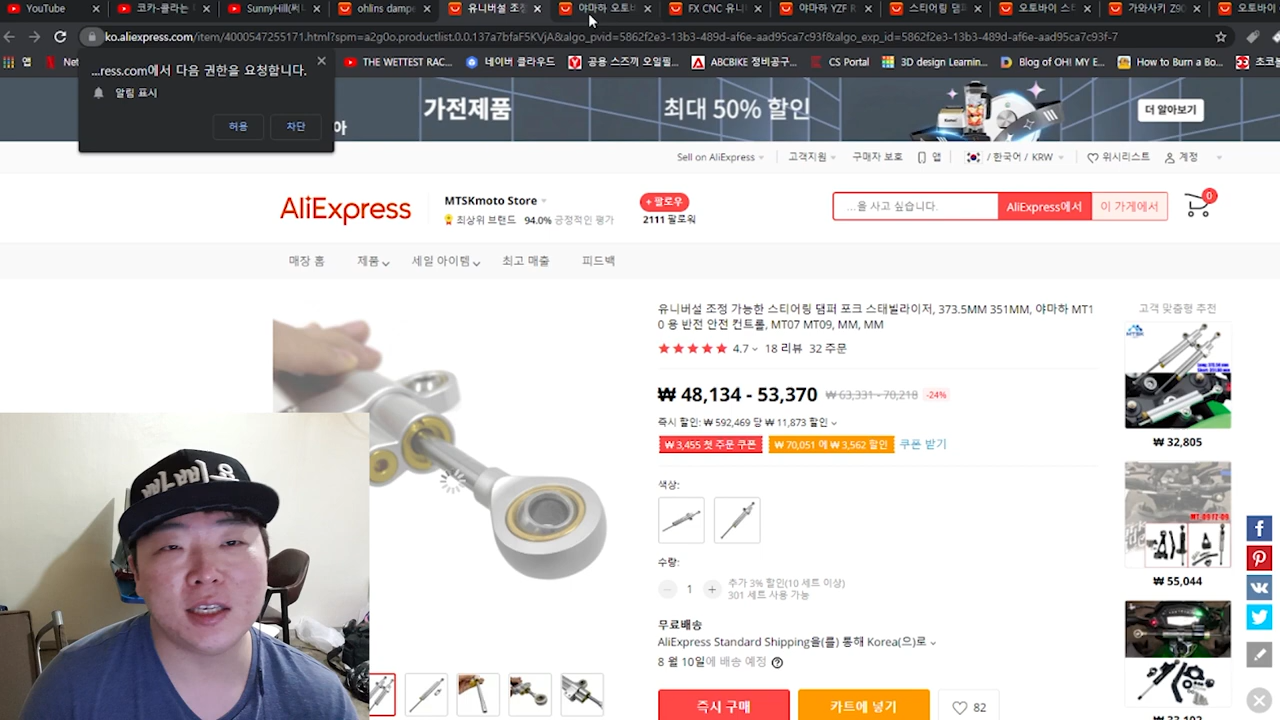 YouTube
코카-콜라는
SunnyHill(써니
ohlins dampe
유니버설 조정
야마하 오토바
FX CNC 유니
야마하 YZF R
스티어링 댐퍼
오토바이 스
가와사키 Z90
오토바이
ko.aliexpress.com/item/4000547255171.html?spm=a2g0o.productlist.0.0.137a7bfaF5KVjA&algo_pvid=5862f2e3-13b3-489d-af6e-aad95ca7c93f&algo_exp_id=5862f2e3-13b3-489d-af6e-aad95ca7c93f-7
앱
Net
THE WETTEST RAC...
네이버 클라우드
공용 스즈끼 오일필...
ABCBIKE 정비공구...
CS Portal
3D design Learnin...
Blog of OH! MY E...
How to Burn a Bo...
초코볼
...ress.com에서 다음 권한을 요청합니다.
알림 표시
허용
차단
아
가전제품
최대 50% 할인
더 알아보기
Sell on AliExpress
고객지원
구매자 보호
앱
/ 한국어 / KRW
위시리스트
계정
AliExpress
MTSKmoto Store
최상위 브랜드 94.0% 긍정적인 평가
+ 팔로우
2111 팔로워
...을 사고 싶습니다.
AliExpress에서
이 가게에서
0
매장 홈
제품
세일 아이템
최고 매출
피드백
유니버설 조정 가능한 스티어링 댐퍼 포크 스태빌라이저, 373.5MM 351MM, 야마하 MT1
0 용 반전 안전 컨트롤, MT07 MT09, MM, MM
4.7 18 리뷰 32 주문
₩ 48,134 - 53,370 ₩ 63,331 - 70,218 -24%
즉시 할인: ₩ 592,469 당 ₩ 11,873 할인
₩ 3,455 첫 주문 쿠폰
₩ 70,051 에 ₩ 3,562 할인
쿠폰 받기
색상:
수량:
1
추가 3% 할인(10 세트 이상)
301 세트 사용 가능
무료배송
AliExpress Standard Shipping을(를) 통해 Korea(으)로
8 월 10일에 배송 예정
즉시 구매
카트에 넣기
82
고객 맞춤형 추천
MTSK
₩ 32,805
MT-09 FZ-09
₩ 55,044